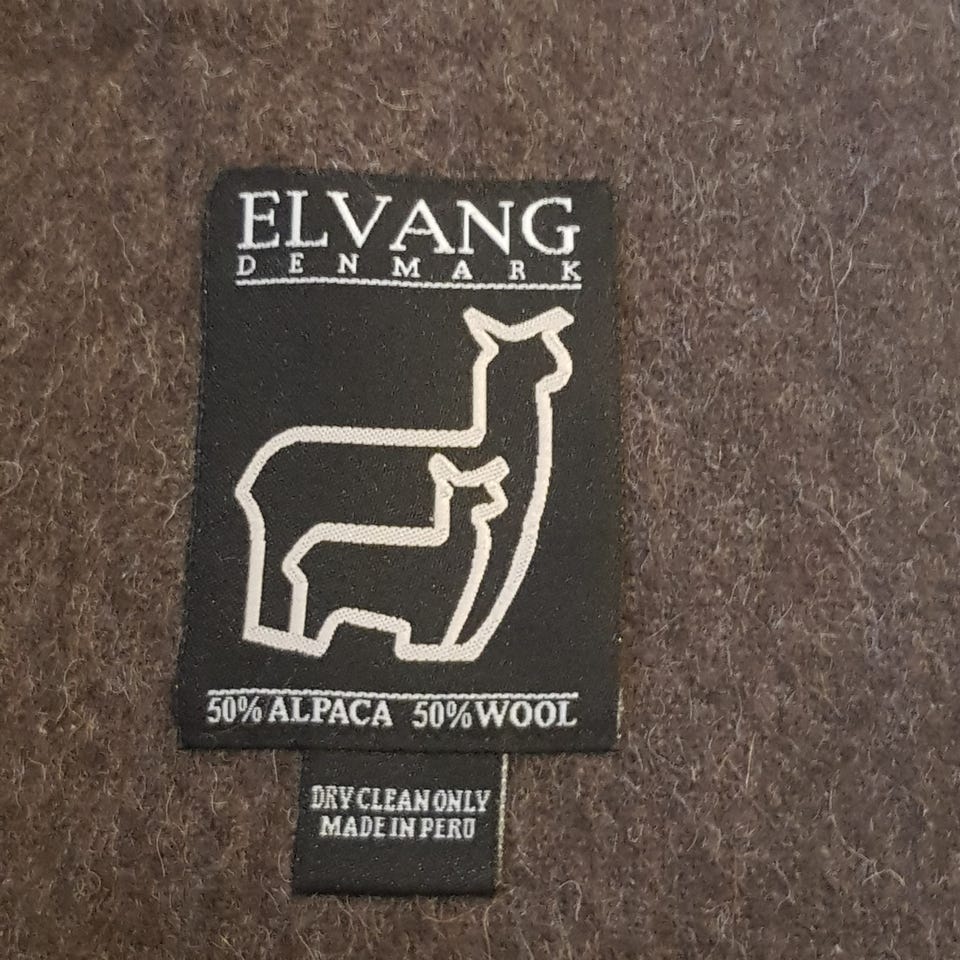 ELVANG
DENMARK
50% ALPACA 50% WOOL
DRY CLEAN ONLY
MADE IN PERU